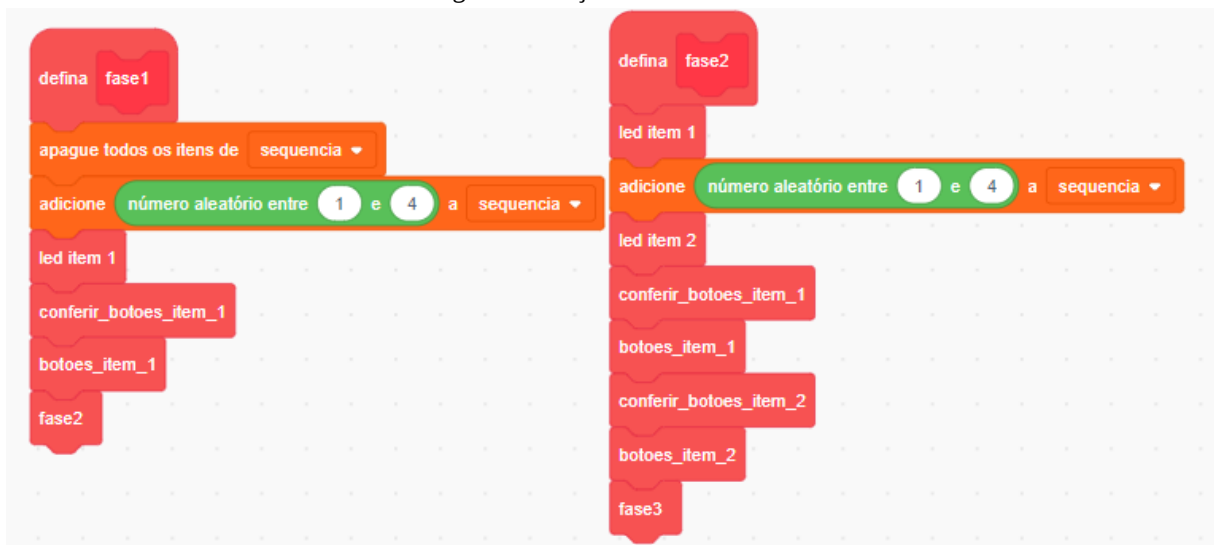 defina fase1
apague todos os itens de sequencia
adicione número aleatório entre 1 e 4 a sequencia
led item 1
conferir_botoes_item_1
botoes_item_1
fase2
defina fase2
led item 1
adicione número aleatório entre 1 e 4 a sequencia
led item 2
conferir_botoes_item_1
botoes_item_1
conferir_botoes_item_2
botoes_item_2
fase3